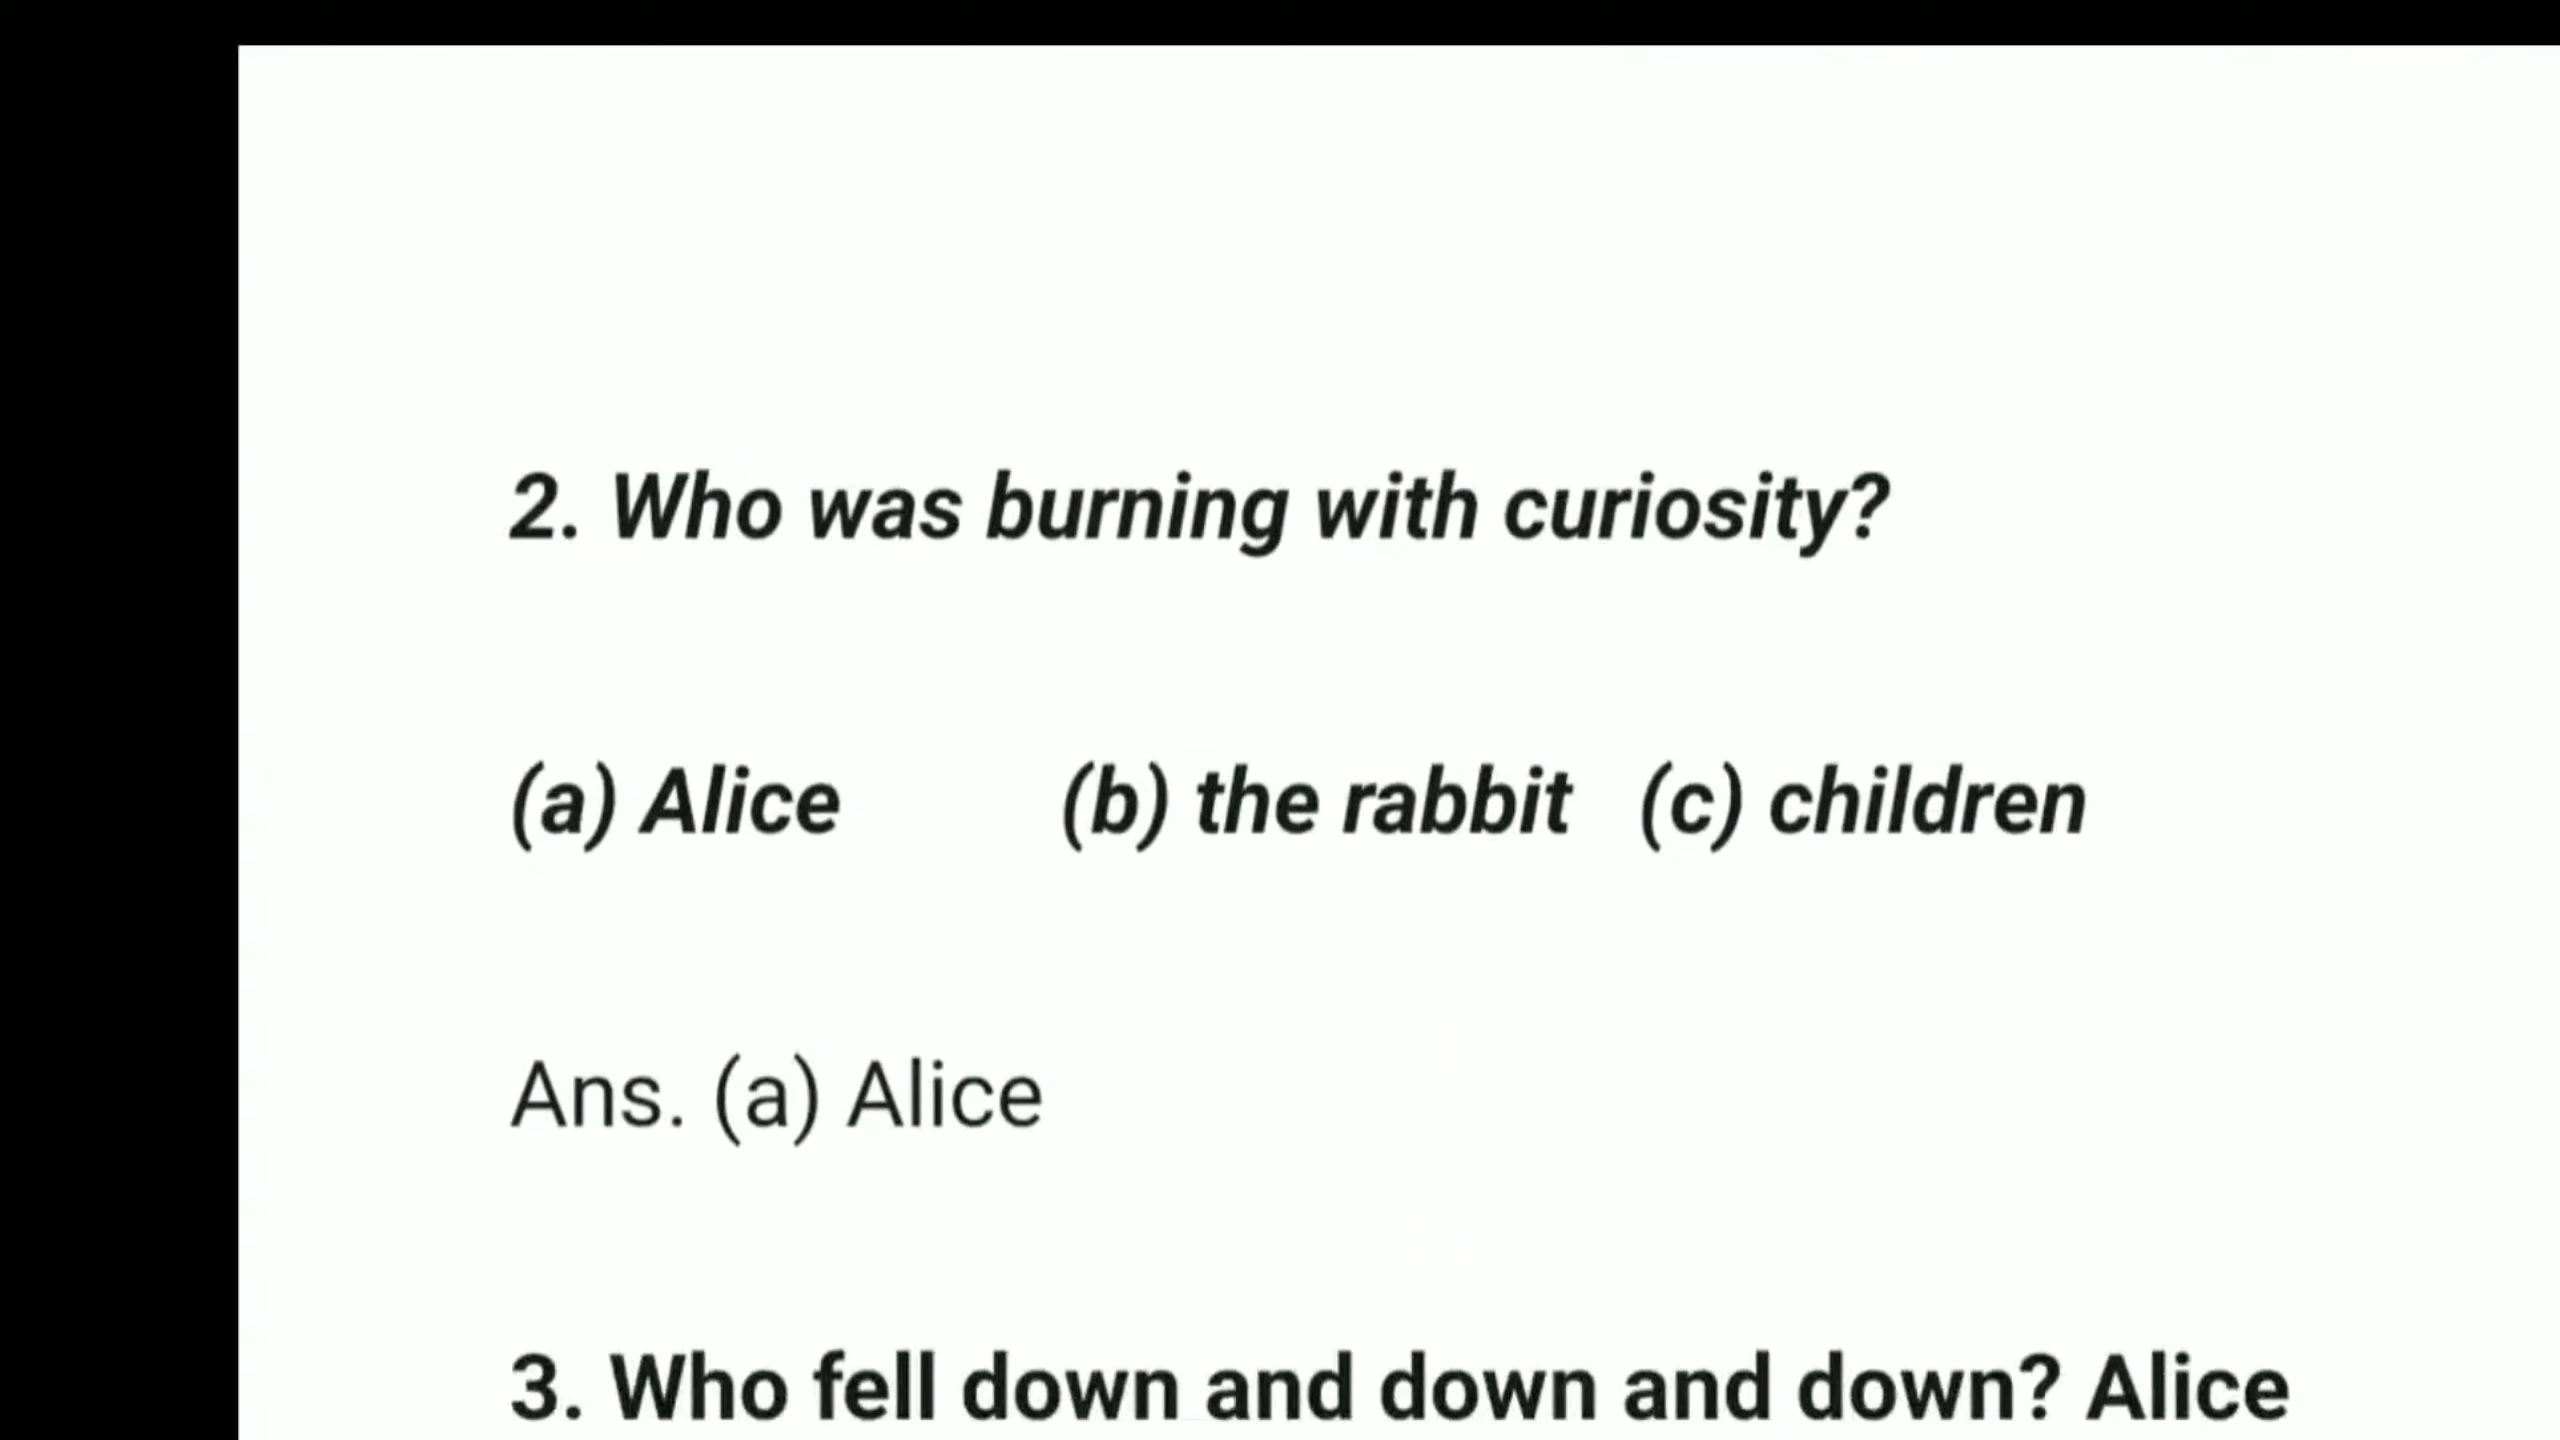 2. Who was burning with curiosity?
(a) Alice (b) the rabbit (c) children
Ans. (a) Alice
3. Who fell down and down and down? Alice